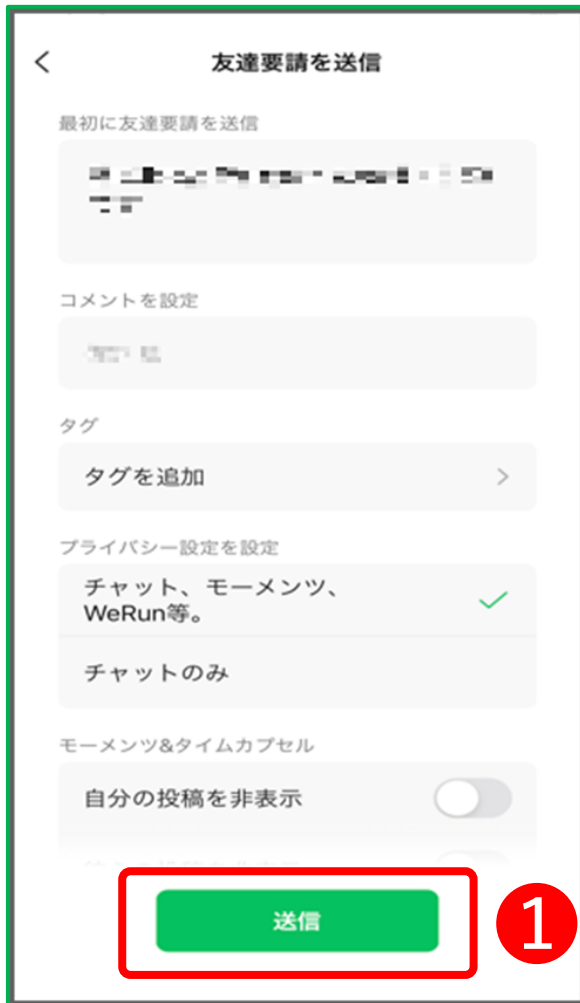 友達要請を送信
最初に友達要請を送信
コメントを設定
タグ
タグを追加
プライバシー設定を設定
チャット、モーメンツ、
WeRun等。
チャットのみ
モーメンツ&タイムカプセル
自分の投稿を非表示
送信
1